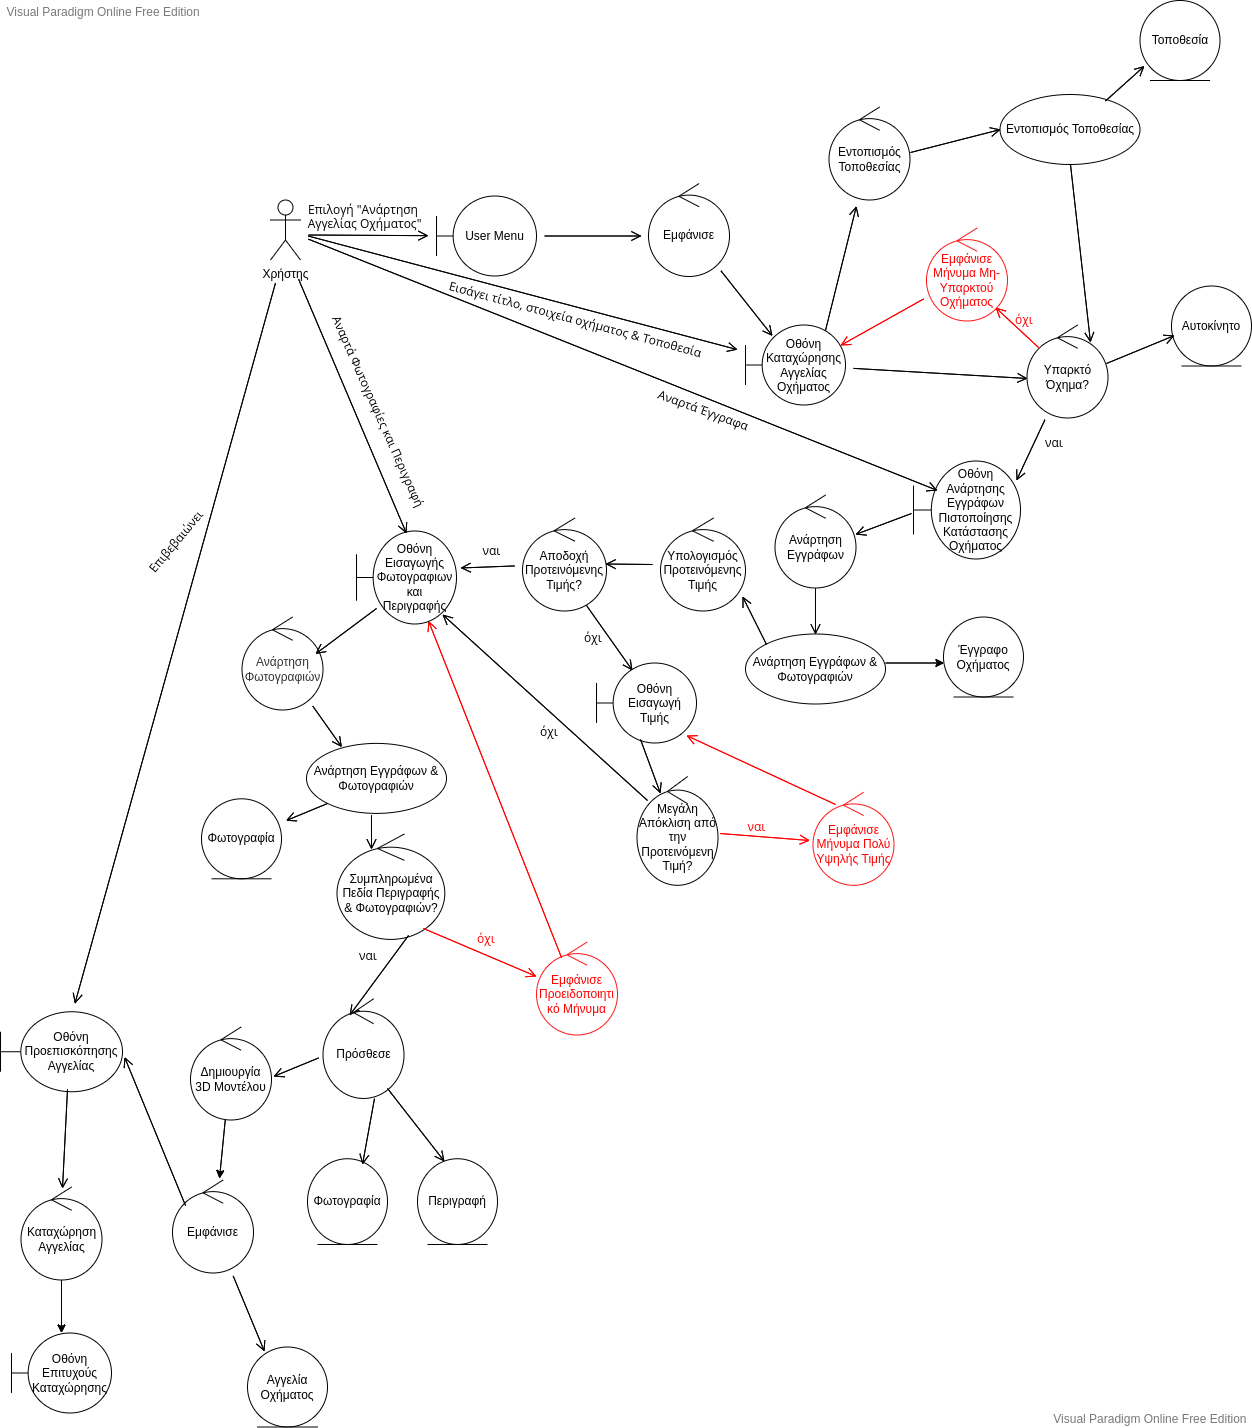 Visual Paradigm Online Free Edition
Τοποθεσία
Εντοπισμός Τοποθεσίας
Εντοπισμός
Τοποθεσίας
Επιλογή "Ανάρτηση
Αγγελίας Οχήματος"
User Menu
Εμφάνισε
Χρήστης
Εμφάνισε
Μήνυμα Μη-
Υπαρκτού
Οχήματος
όχι
Αυτοκίνητο
Εισάγει τίτλο, στοιχεία οχήματος & Τοποθεσία
Οθόνη
Καταχώρησης
Αγγελίας
Οχήματος
Υπαρκτό
Όχημα?
Αναρτά Φωτογραφίες και Περιγραφή
Αναρτά Έγγραφα
ναι
Οθόνη
Ανάρτησης
Εγγράφων
Πιστοποίησης
Κατάστασης
Οχήματος
Επιβεβαιώνει
Οθόνη
Εισαγωγής
Φωτογραφιων
και
Περιγραφής
ναι
Αποδοχή
Προτεινόμενης
Τιμής?
Υπολογισμός
Προτεινόμενης
Τιμής
Ανάρτηση
Εγγράφων
όχι
Ανάρτηση
Φωτογραφιών
Οθόνη
Εισαγωγή
Τιμής
Ανάρτηση Εγγράφων &
Φωτογραφιών
Έγγραφο
Οχήματος
όχι
Ανάρτηση Εγγράφων &
Φωτογραφιών
Φωτογραφία
Μεγάλη
Απόκλιση από
την
Προτεινόμενη
Τιμή?
ναι
Εμφάνισε
Μήνυμα Πολύ
Υψηλής Τιμής
Συμπληρωμένα
Πεδία Περιγραφής
& Φωτογραφιών?
όχι
ναι
Εμφάνισε
Προειδοποιητι
κό Μήνυμα
Οθόνη
Προεπισκόπησης
Αγγελίας
Δημιουργία
3D Μοντέλου
Πρόσθεσε
Φωτογραφία
Περιγραφή
Καταχώρηση
Αγγελίας
Εμφάνισε
Οθόνη
Επιτυχούς
Καταχώρησης
Αγγελία
Οχήματος
Visual Paradigm Online Free Edition